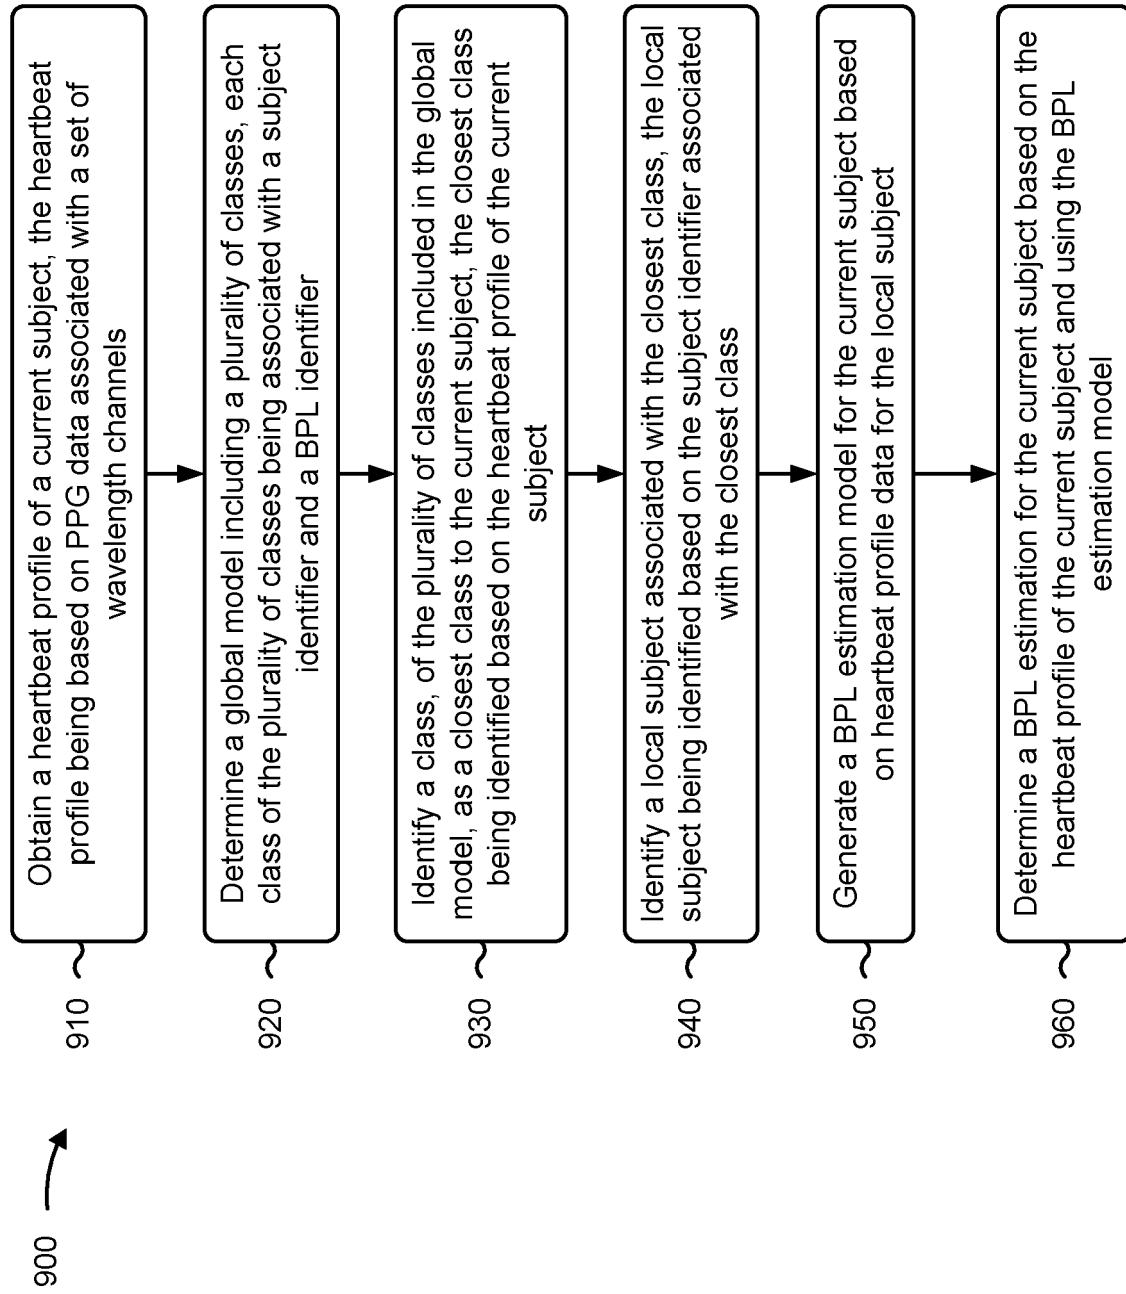 900
910
Obtain a heartbeat profile of a current subject, the heartbeat
profile being based on PPG data associated with a set of
wavelength channels
920
Determine a global model including a plurality of classes, each
class of the plurality of classes being associated with a subject
identifier and a BPL identifier
930
Identify a class, of the plurality of classes included in the global
model, as a closest class to the current subject, the closest class
being identified based on the heartbeat profile of the current
subject
940
Identify a local subject associated with the closest class, the local
subject being identified based on the subject identifier associated
with the closest class
950
Generate a BPL estimation model for the current subject based
on heartbeat profile data for the local subject
960
Determine a BPL estimation for the current subject based on the
heartbeat profile of the current subject and using the BPL
estimation model